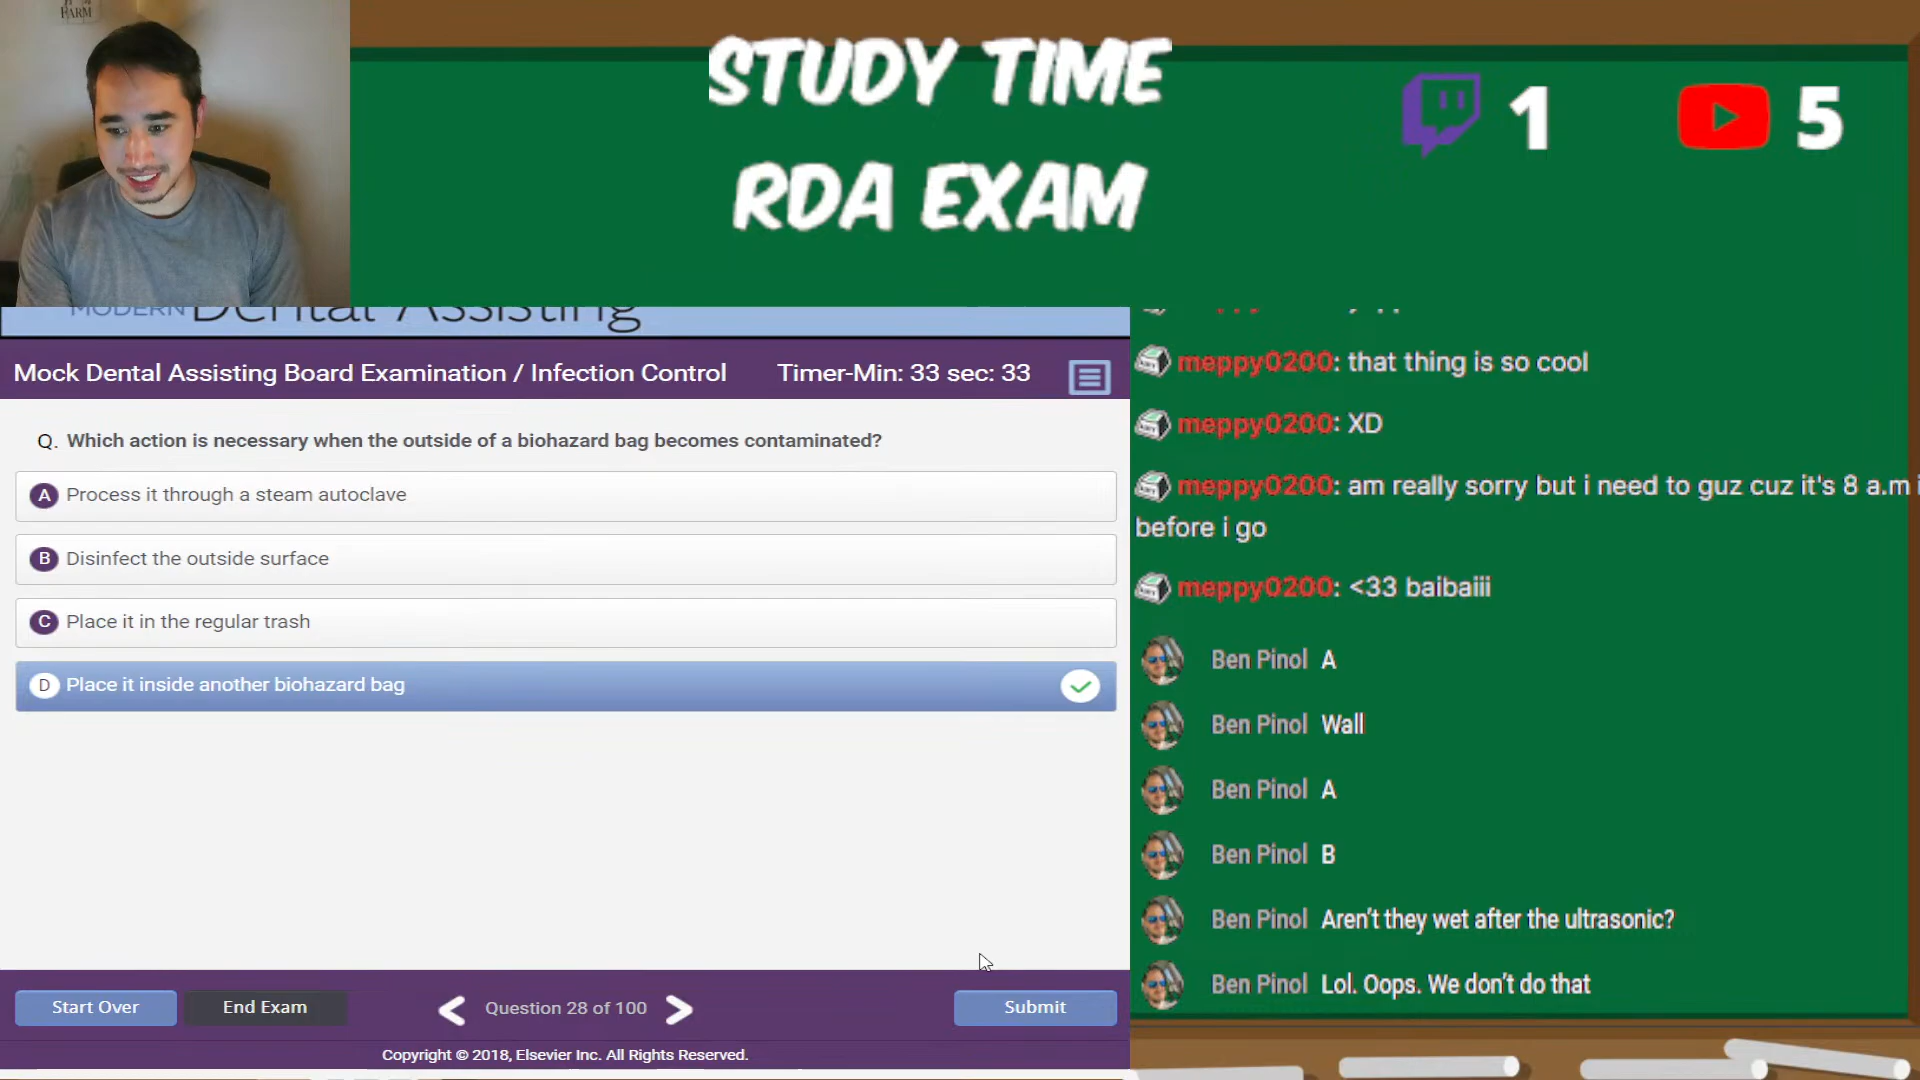 FARM
STUDY TIME
RDA EXAM
1
5
MODERN Dental Assisting
Mock Dental Assisting Board Examination / Infection Control
Timer-Min: 33 sec: 33
Q. Which action is necessary when the outside of a biohazard bag becomes contaminated?
A Process it through a steam autoclave
B Disinfect the outside surface
C Place it in the regular trash
D Place it inside another biohazard bag
Start Over
End Exam
Question 28 of 100
Submit
Copyright © 2018, Elsevier Inc. All Rights Reserved.
meppy0200: that thing is so cool
meppy0200: XD
meppy0200: am really sorry but i need to guz cuz it's 8 a.m i
before i go
meppy0200: <33 baibaiii
Ben Pinol A
Ben Pinol Wall
Ben Pinol A
Ben Pinol B
Ben Pinol Aren't they wet after the ultrasonic?
Ben Pinol Lol. Oops. We don't do that